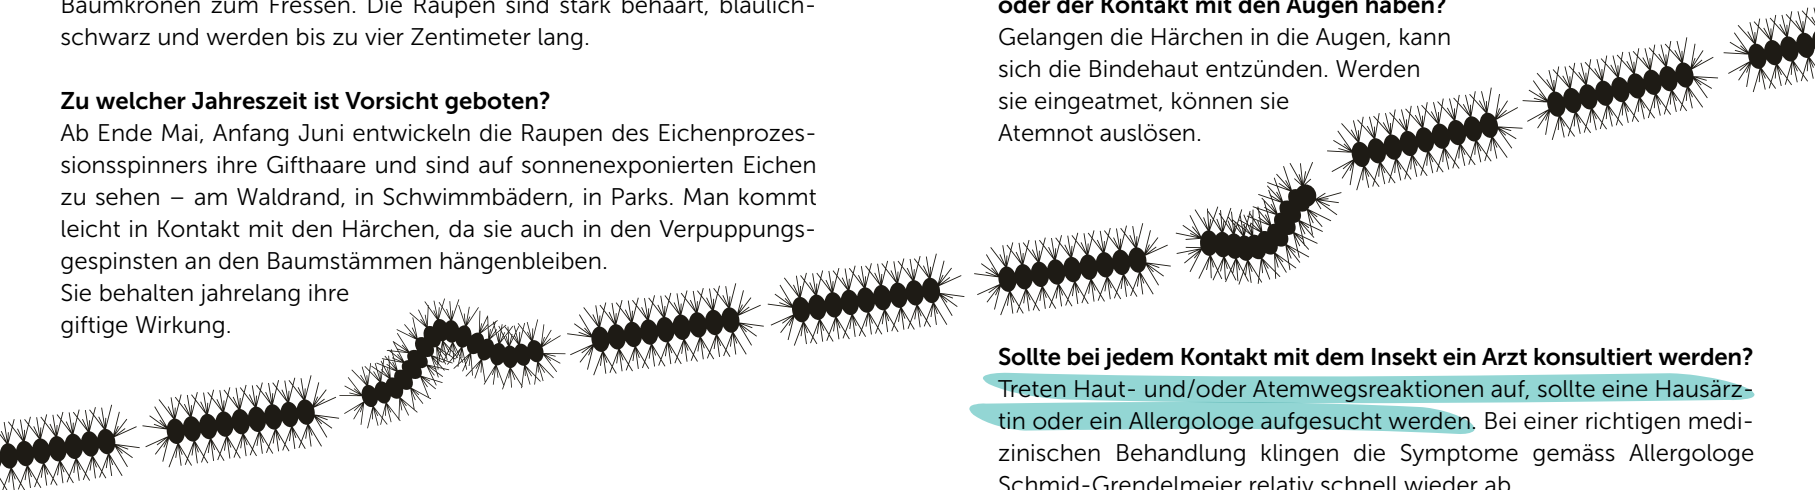 Baumkronen zum Fressen. Die Raupen sind stark behaart, bläulich-
schwarz und werden bis zu vier Zentimeter lang.
Zu welcher Jahreszeit ist Vorsicht geboten?
Ab Ende Mai, Anfang Juni entwickeln die Raupen des Eichenprozes-
sionsspinners ihre Gifthaare und sind auf sonnenexponierten Eichen
zu sehen – am Waldrand, in Schwimmbädern, in Parks. Man kommt
leicht in Kontakt mit den Härchen, da sie auch in den Verpuppungs-
gespinsten an den Baumstämmen hängenbleiben.
Sie behalten jahrelang ihre
giftige Wirkung.
oder der Kontakt mit den Augen haben?
Gelangen die Härchen in die Augen, kann
sich die Bindehaut entzünden. Werden
sie eingeatmet, können sie
Atemnot auslösen.
Sollte bei jedem Kontakt mit dem Insekt ein Arzt konsultiert werden?
Treten Haut- und/oder Atemwegsreaktionen auf, sollte eine Hausärz-
tin oder ein Allergologe aufgesucht werden. Bei einer richtigen medi-
zinischen Behandlung klingen die Symptome gemäss Allergologe
Schmid-Grendelmeier relativ schnell wieder ab.